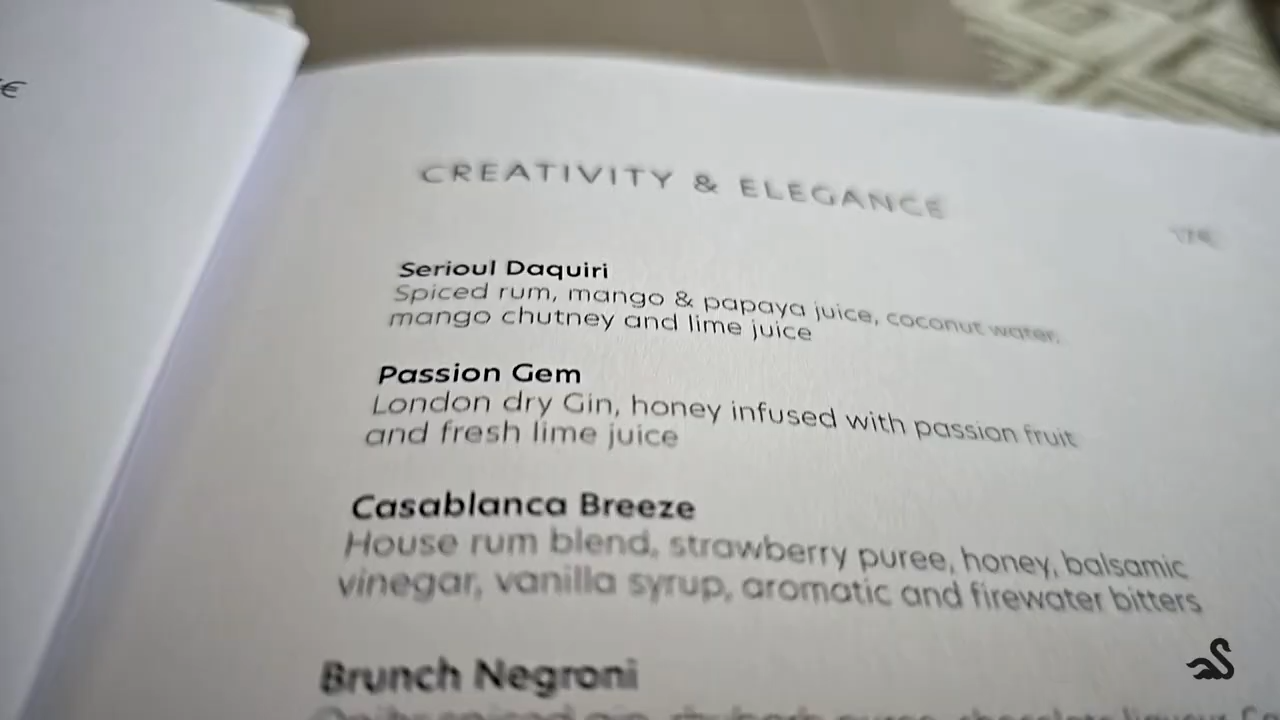 €
CREATIVITY & ELEGANCE
17€
Serioul Daquiri
Spiced rum, mango & papaya juice, coconut water,
mango chutney and lime juice
Passion Gem
London dry Gin, honey infused with passion fruit
and fresh lime juice
Casablanca Breeze
House rum blend, strawberry puree, honey, balsamic
vinegar, vanilla syrup, aromatic and firewater bitters
Brunch Negroni